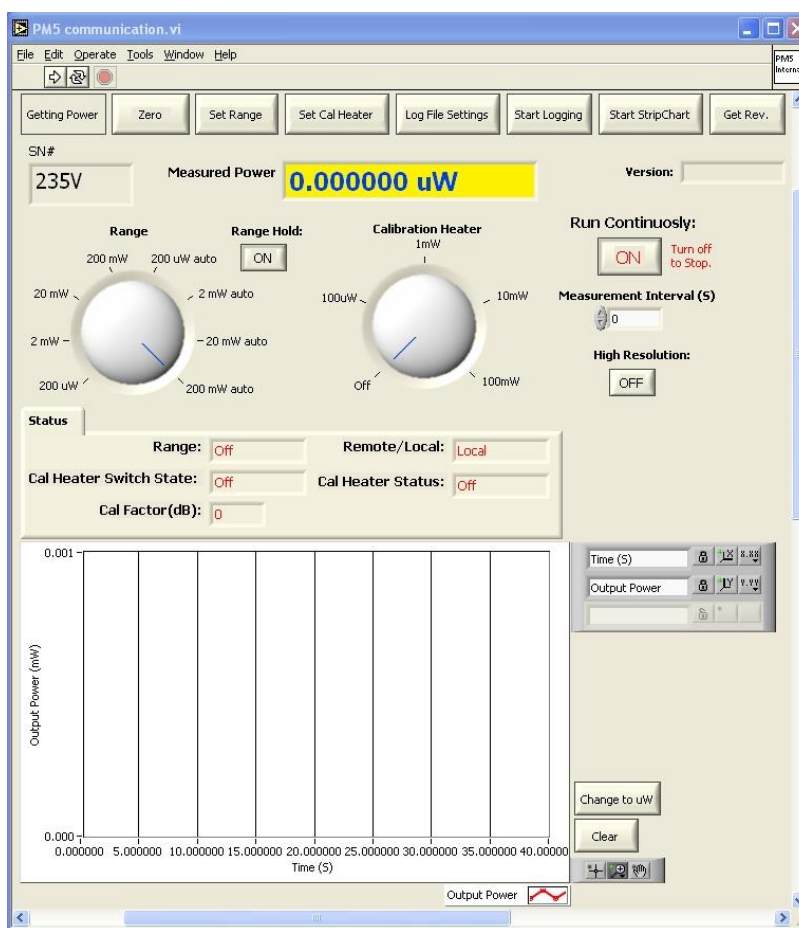 PM5 communication.vi
File Edit Operate Tools Window Help
PM5
Getting Power Zero Set Range Set Cal Heater Log File Settings Start Logging Start StripChart Get Rev.
SN#
235V
Measured Power 0.000000 uW
Version:
Range
200 uW
2 mW
20 mW
200 mW
200 uW auto
2 mW auto
20 mW auto
200 mW auto
Range Hold:
ON
Calibration Heater
Off
100uW
1mW
10mW
100mW
Run Continuosly:
ON
Turn off
to Stop.
Measurement Interval (S)
0
High Resolution:
OFF
Status
Range: Off
Remote/Local: Local
Cal Heater Switch State: Off
Cal Heater Status: Off
Cal Factor(dB): 0
0.001
Output Power (mW)
0.000
0.000000 5.000000 10.000000 15.000000 20.000000 25.000000 30.000000 35.000000 40.00000
Time (S)
Time (S) X.XX
Output Power Y.YY
Change to uW
Clear
Output Power